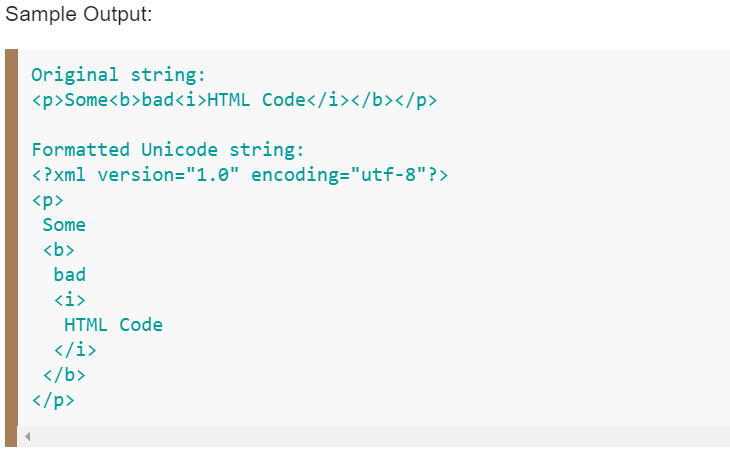 Sample Output:
Original string:
<p>Some<b>bad<i>HTML Code</i></b></p>

Formatted Unicode string:
<?xml version="1.0" encoding="utf-8"?>
<p>
 Some
 <b>
  bad
  <i>
   HTML Code
  </i>
 </b>
</p>